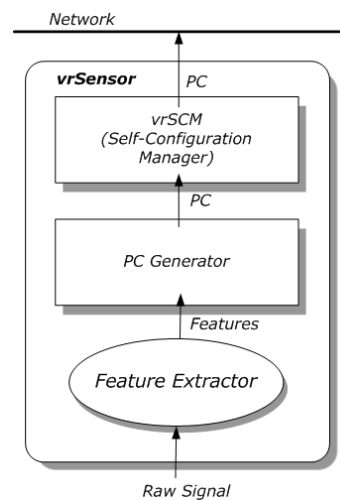 Network
vrSensor
PC
vrSCM
(Self-Configuration
Manager)
PC
PC Generator
Features
Feature Extractor
Raw Signal